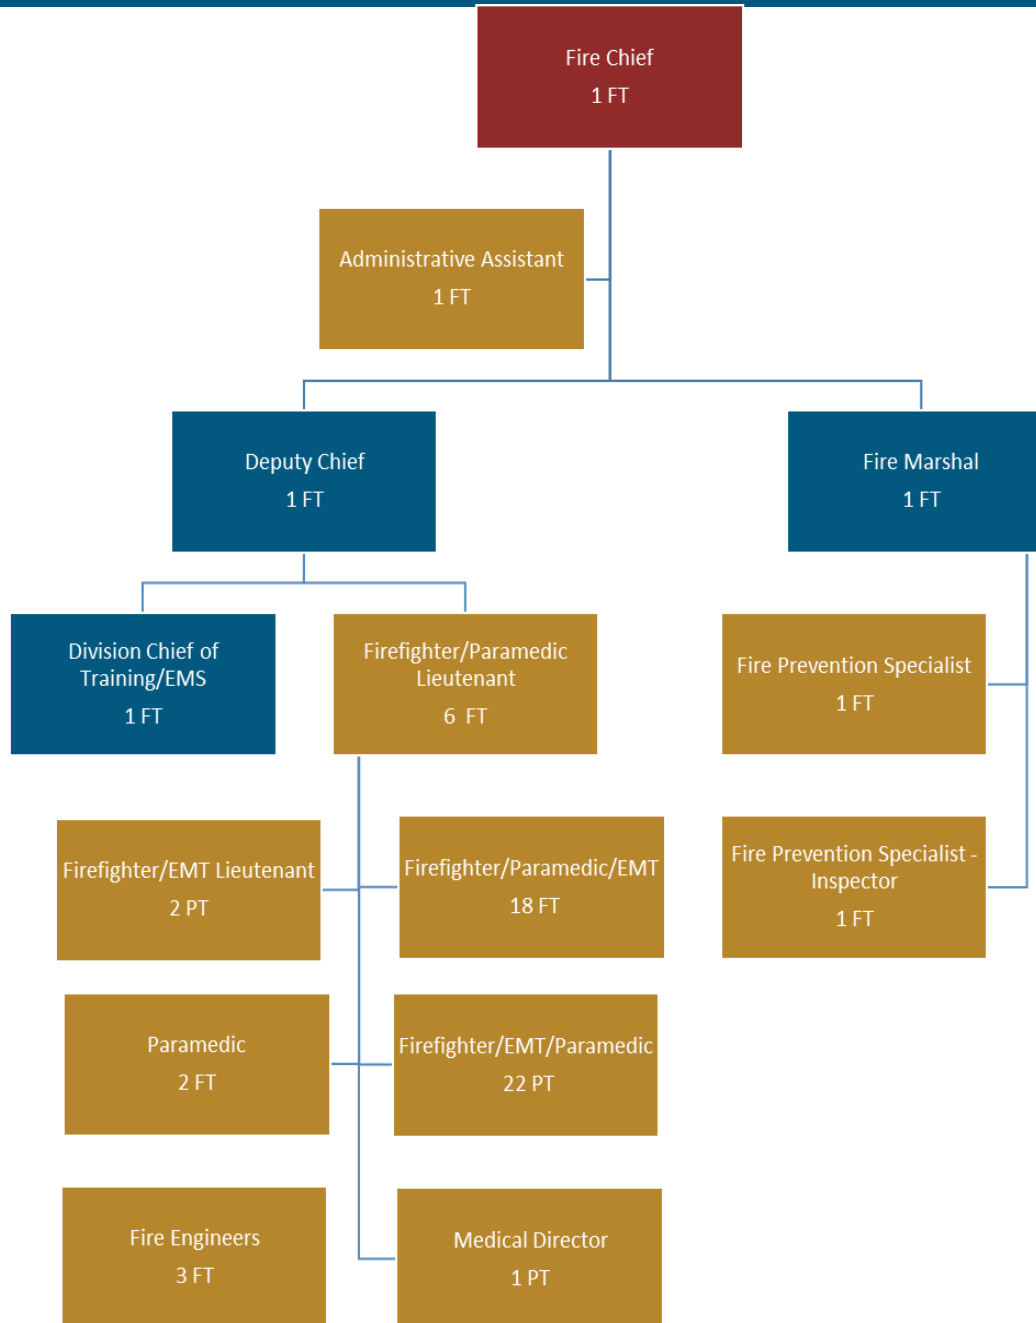 Fire Chief
1 FT
Administrative Assistant
1 FT
Deputy Chief
1 FT
Fire Marshal
1 FT
Division Chief of
Training/EMS
1 FT
Firefighter/Paramedic
Lieutenant
6 FT
Fire Prevention Specialist
1 FT
Firefighter/EMT Lieutenant
2 PT
Firefighter/Paramedic/EMT
18 FT
Fire Prevention Specialist -
Inspector
1 FT
Paramedic
2 FT
Firefighter/EMT/Paramedic
22 PT
Fire Engineers
3 FT
Medical Director
1 PT